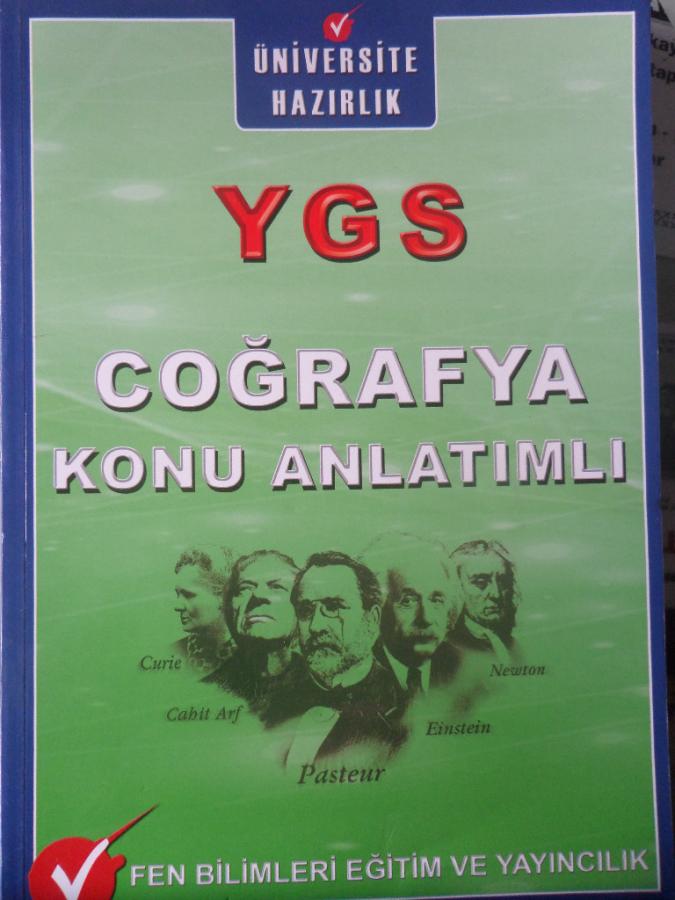 ÜNİVERSİTE
HAZIRLIK
YGS
COĞRAFYA
KONU ANLATIMLI
Curie
Newton
Cahit Arf
Einstein
Pasteur
FEN BİLİMLERİ EĞİTİM VE YAYINCILIK